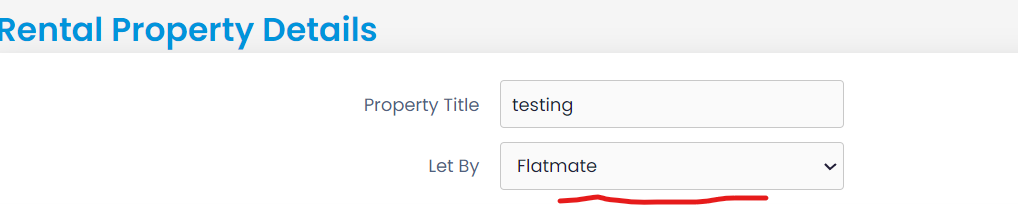 Rental Property Details
Property Title testing
Let By Flatmate